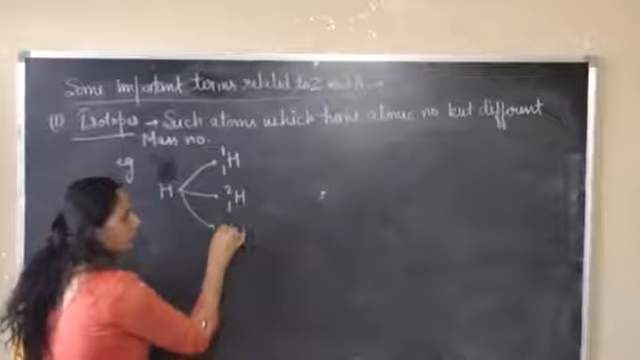 Some important terms related to Z and A →
(1) Isotopes → Such atoms which have atomic no but different
Mass no.
eg
¹₁H
H ²₁H
H